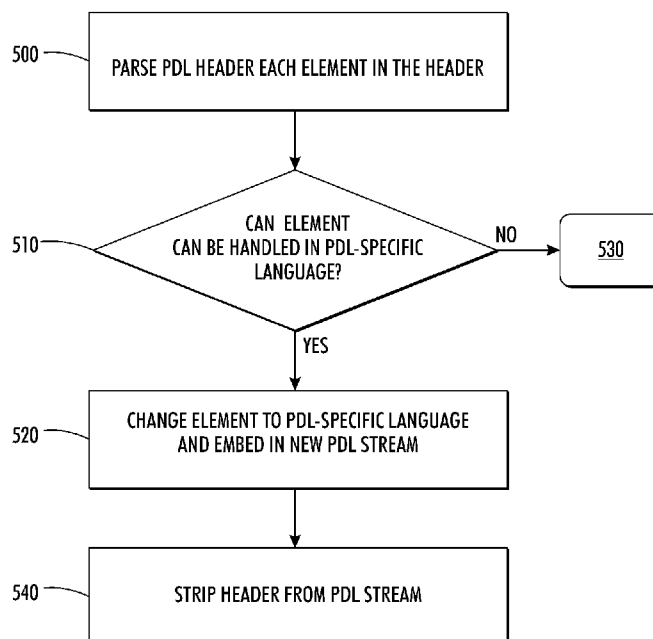 500
PARSE PDL HEADER EACH ELEMENT IN THE HEADER
510
CAN ELEMENT
CAN BE HANDLED IN PDL-SPECIFIC
LANGUAGE?
NO
530
YES
520
CHANGE ELEMENT TO PDL-SPECIFIC LANGUAGE
AND EMBED IN NEW PDL STREAM
540
STRIP HEADER FROM PDL STREAM